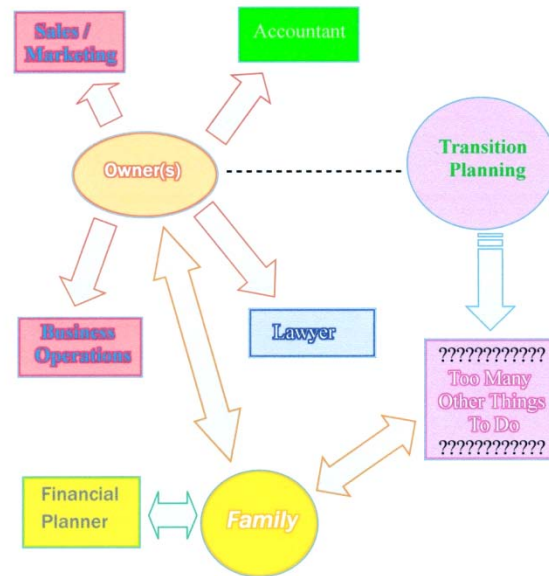 Sales /
Marketing
Accountant
Owner(s)
Transition
Planning
Business
Operations
Lawyer
????????????
Too Many
Other Things
To Do
????????????
Financial
Planner
Family